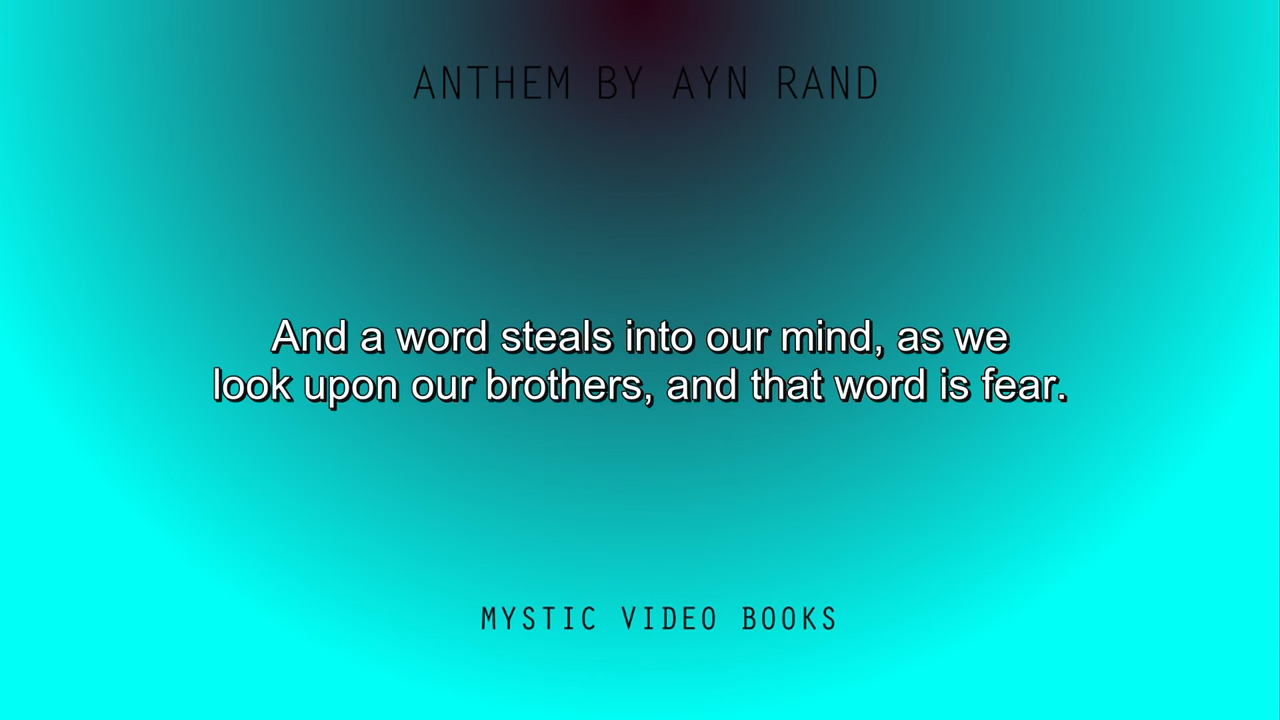 ANTHEM BY AYN RAND
And a word steals into our mind, as we
look upon our brothers, and that word is fear.
MYSTIC VIDEO BOOKS